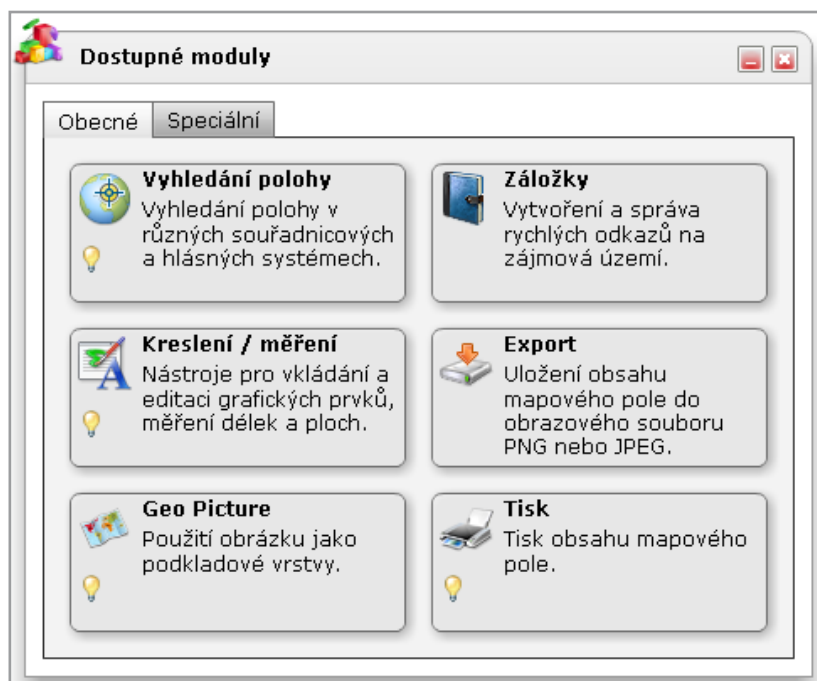 Dostupné moduly
Obecné
Speciální
Vyhledání polohy
Vyhledání polohy v
různých souřadnicových
a hlásných systémech.
Záložky
Vytvoření a správa
rychlých odkazů na
zájmová území.
Kreslení / měření
Nástroje pro vkládání a
editaci grafických prvků,
měření délek a ploch.
Export
Uložení obsahu
mapového pole do
obrazového souboru
PNG nebo JPEG.
Geo Picture
Použití obrázku jako
podkladové vrstvy.
Tisk
Tisk obsahu mapového
pole.